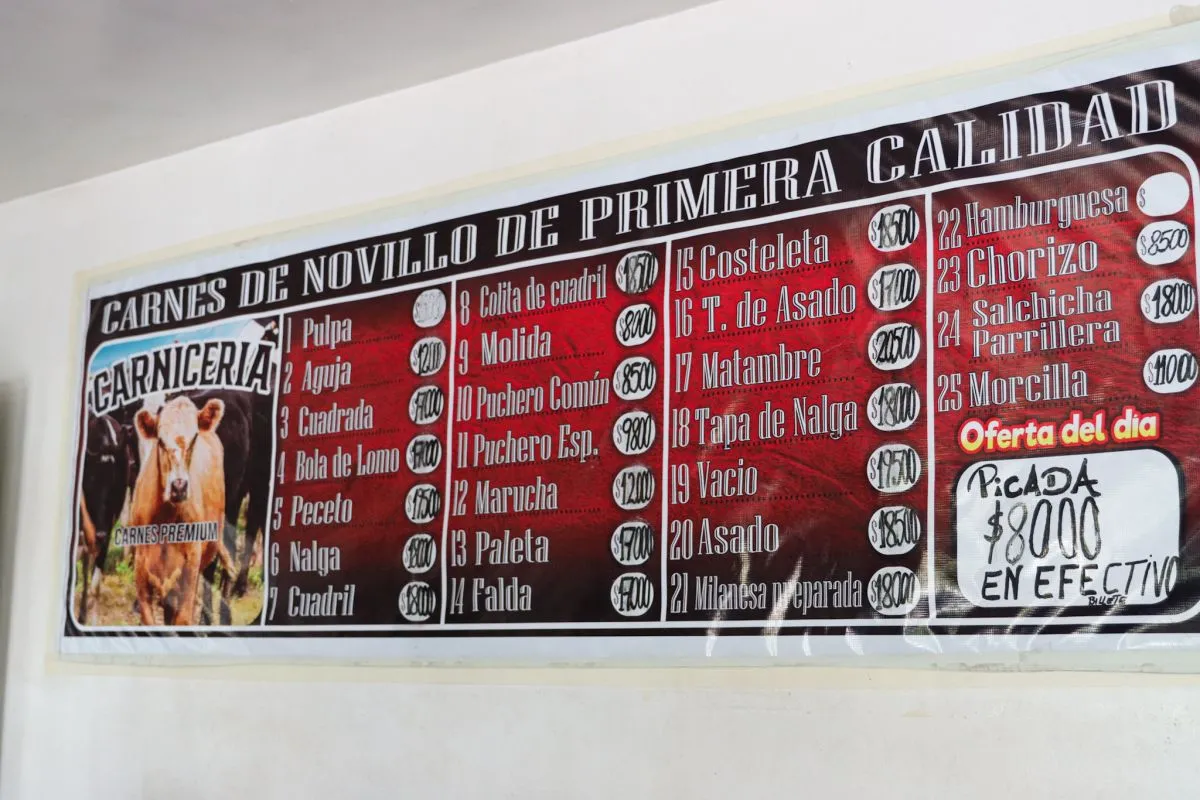 CARNES DE NOVILLO DE PRIMERA CALIDAD
CARNICERIA
CARNES PREMIUM
1 Pulpa
2 Aguja $12000
3 Cuadrada $17000
4 Bola de Lomo $17000
5 Peceto $17500
6 Nalga $18000
7 Cuadril $18000
8 Colita de cuadril $18500
9 Molida
10 Puchero Común $8500
11 Puchero Esp. $9800
12 Marucha $12000
13 Paleta $17000
14 Falda $17000
15 Costeleta $18500
16 T. de Asado $17000
17 Matambre $20500
18 Tapa de Nalga $18000
19 Vacio $19500
20 Asado $18500
21 Milanesa preparada $18000
22 Hamburguesa $
23 Chorizo $8500
24 Salchicha Parrillera $18000
25 Morcilla $11000
Oferta del día
PiCADA
$8000
EN EFECTIVO
BILLETE